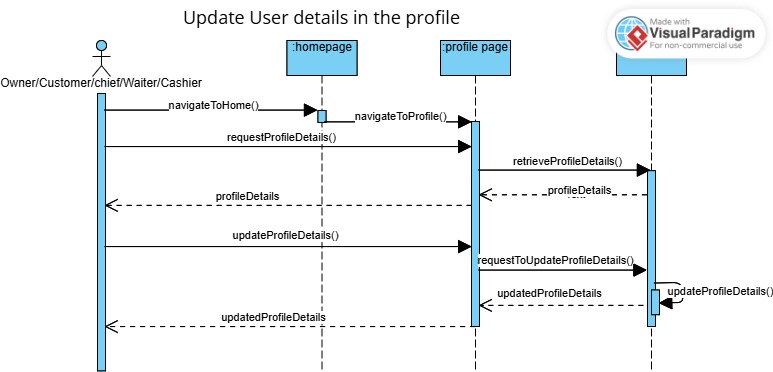 Update User details in the profile
Made with
Visual Paradigm
For non-commercial use
:homepage
:profile page
Owner/Customer/chief/Waiter/Cashier
navigateToHome()
navigateToProfile()
requestProfileDetails()
retrieveProfileDetails()
profileDetails
profileDetails
updateProfileDetails()
requestToUpdateProfileDetails()
updateProfileDetails()
updatedProfileDetails
updatedProfileDetails